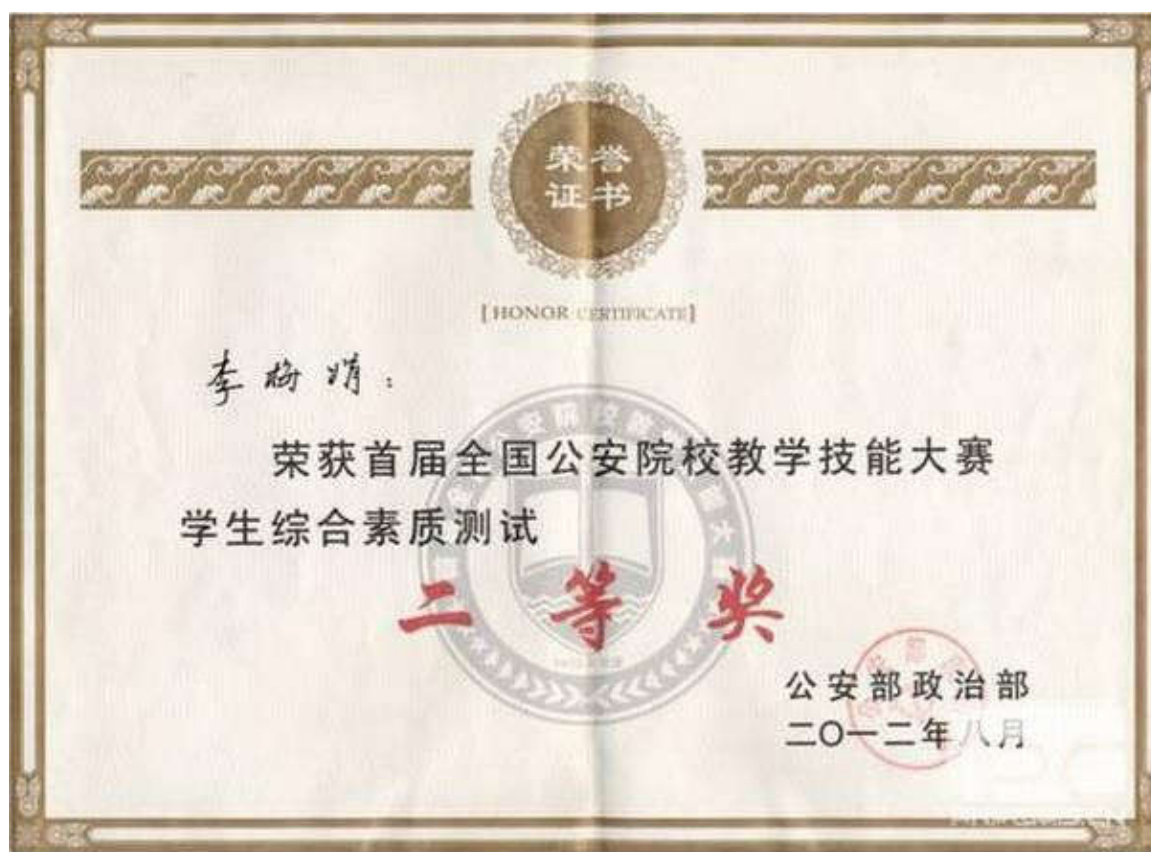 荣誉
证书
[HONOR CERTIFICATE]
李梅娟：
荣获首届全国公安院校教学技能大赛
学生综合素质测试
二等奖
公安部政治部
二〇一二年八月